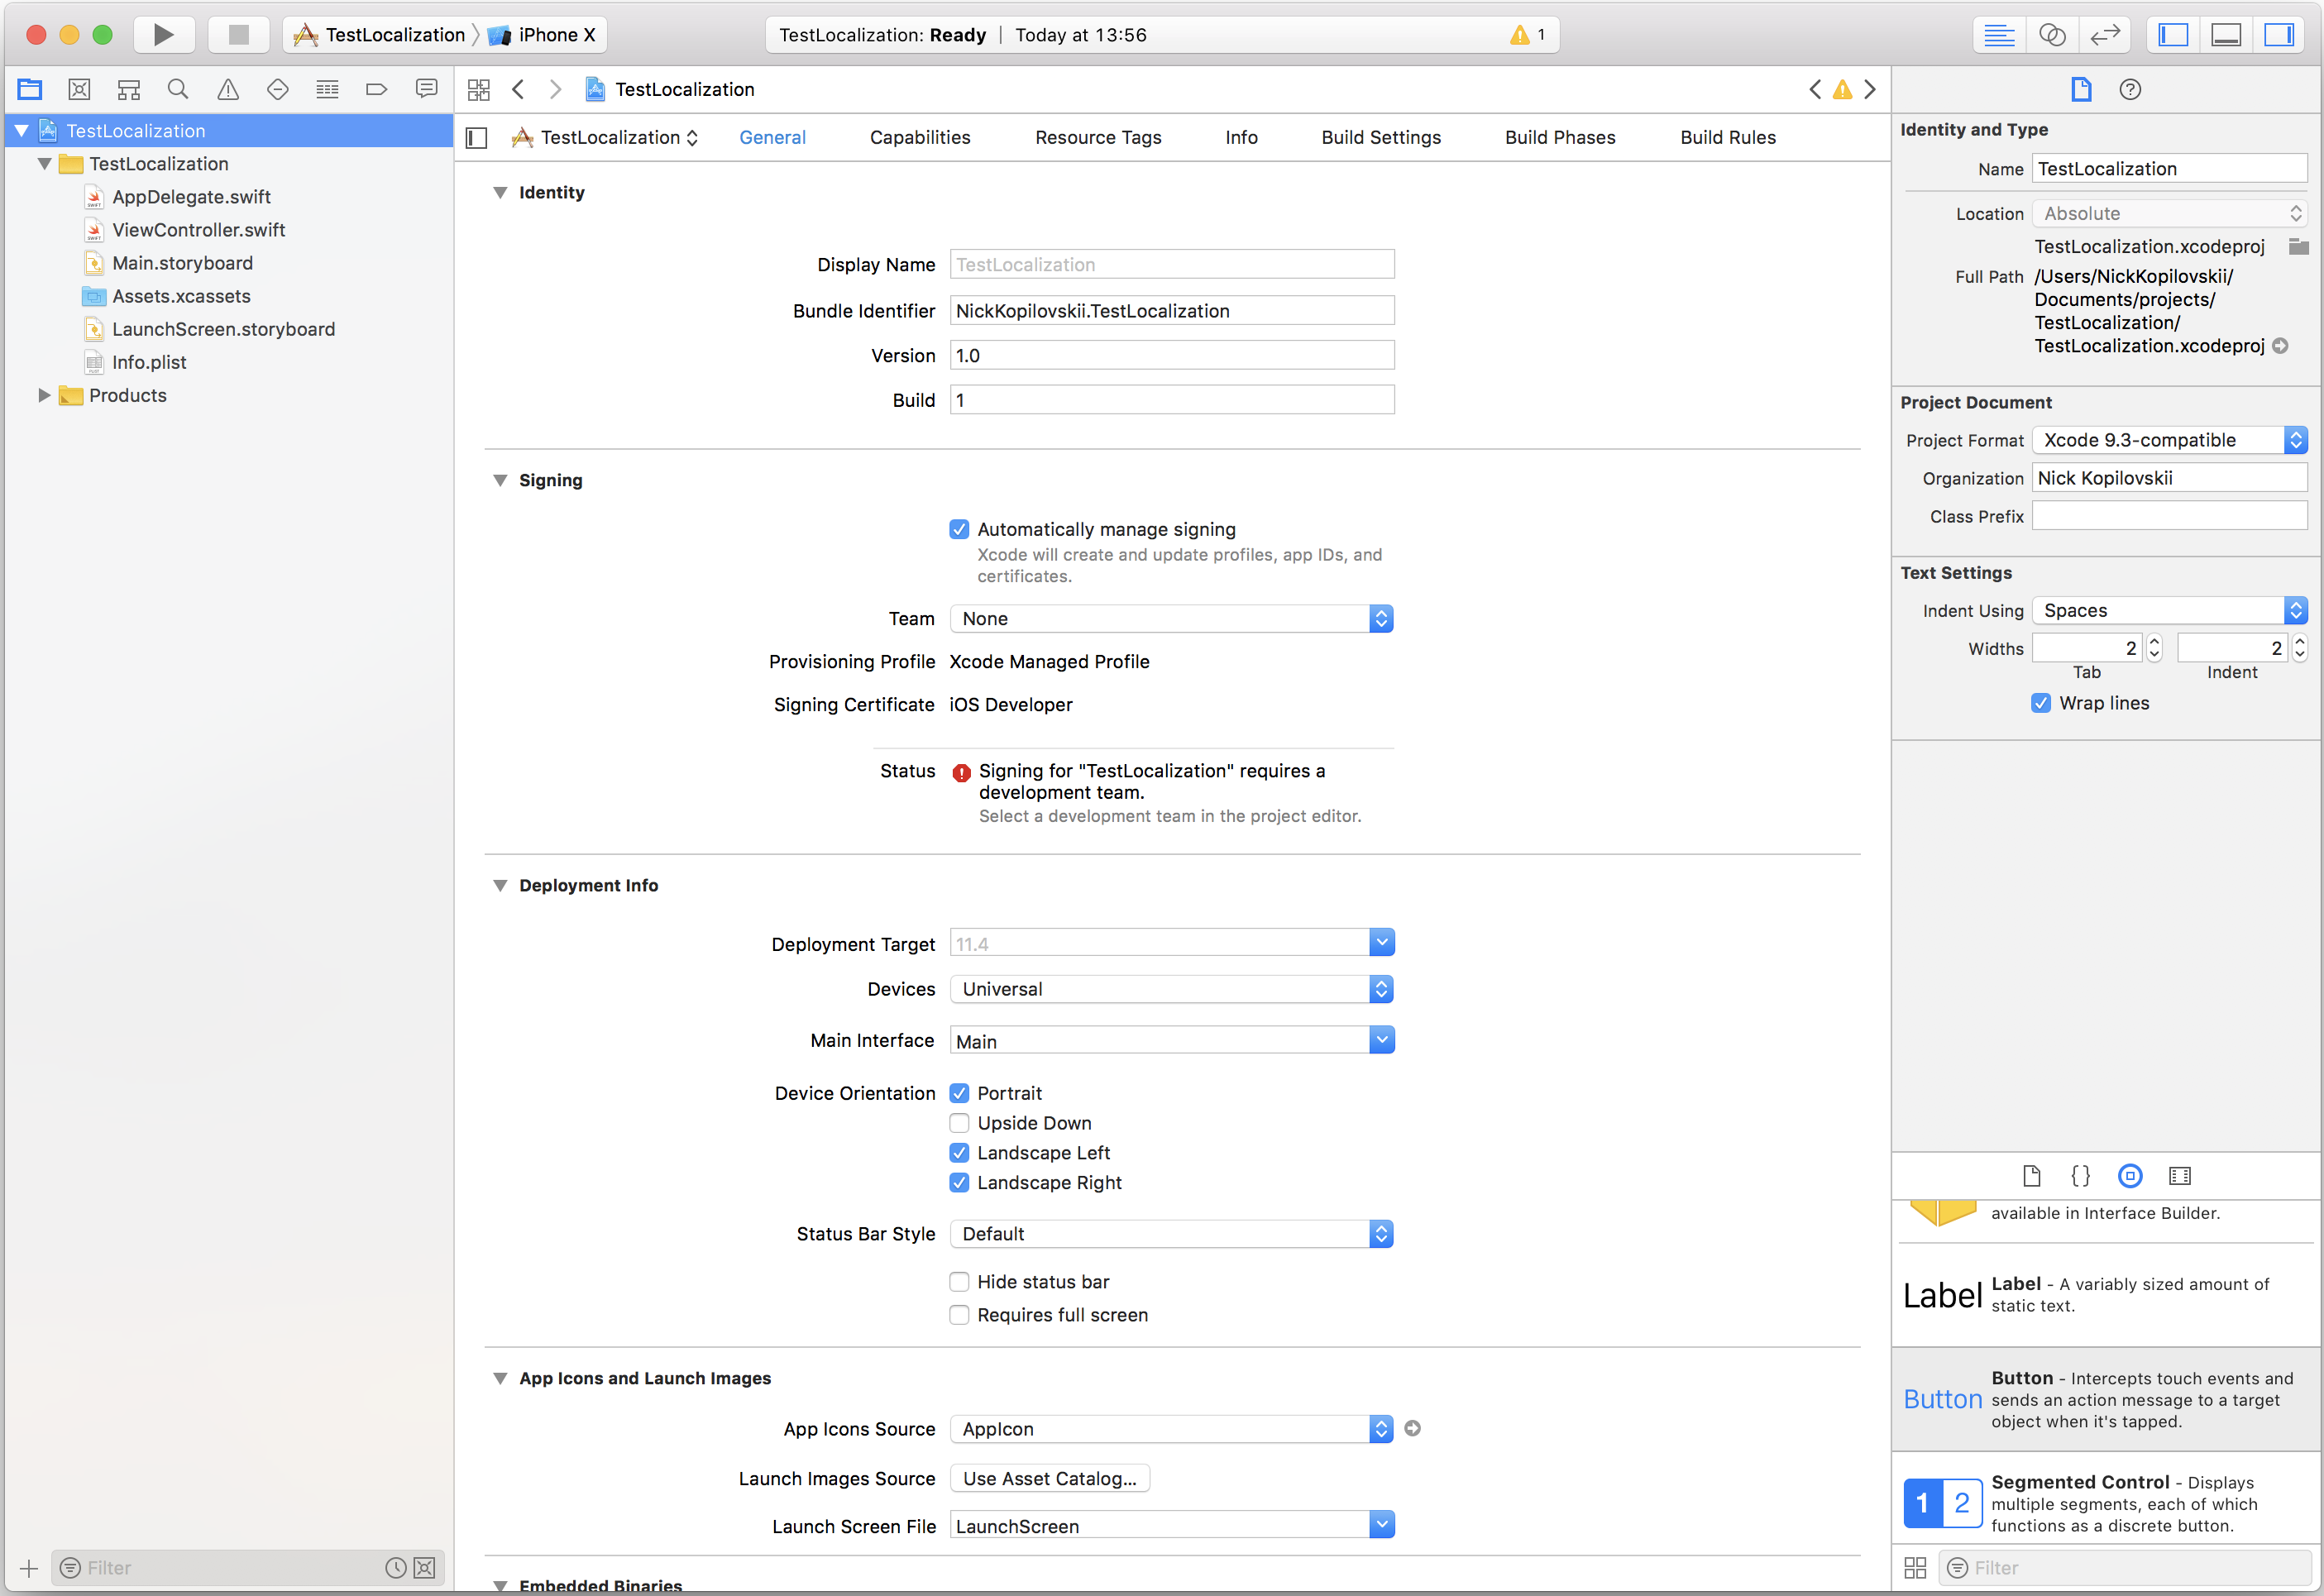 TestLocalization iPhone X
TestLocalization: Ready | Today at 13:56
1
TestLocalization
TestLocalization
AppDelegate.swift
ViewController.swift
Main.storyboard
Assets.xcassets
LaunchScreen.storyboard
Info.plist
Products
Filter
TestLocalization
TestLocalization General Capabilities Resource Tags Info Build Settings Build Phases Build Rules
Identity
Display Name TestLocalization
Bundle Identifier NickKopilovskii.TestLocalization
Version 1.0
Build 1
Signing
Automatically manage signing
Xcode will create and update profiles, app IDs, and
certificates.
Team None
Provisioning Profile Xcode Managed Profile
Signing Certificate iOS Developer
Status Signing for "TestLocalization" requires a
development team.
Select a development team in the project editor.
Deployment Info
Deployment Target 11.4
Devices Universal
Main Interface Main
Device Orientation Portrait
Upside Down
Landscape Left
Landscape Right
Status Bar Style Default
Hide status bar
Requires full screen
App Icons and Launch Images
App Icons Source AppIcon
Launch Images Source Use Asset Catalog...
Launch Screen File LaunchScreen
Embedded Binaries
Identity and Type
Name TestLocalization
Location Absolute
TestLocalization.xcodeproj
Full Path /Users/NickKopilovskii/
Documents/projects/
TestLocalization/
TestLocalization.xcodeproj
Project Document
Project Format Xcode 9.3-compatible
Organization Nick Kopilovskii
Class Prefix
Text Settings
Indent Using Spaces
Widths 2 2
Tab Indent
Wrap lines
{}
available in Interface Builder.
Label Label - A variably sized amount of
static text.
Button Button - Intercepts touch events and
sends an action message to a target
object when it's tapped.
1 2 Segmented Control - Displays
multiple segments, each of which
functions as a discrete button.
Filter